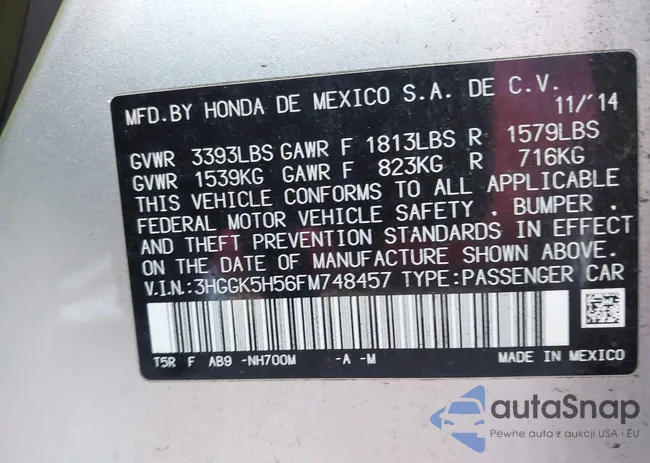 MFD.BY HONDA DE MEXICO S.A. DE C.V.
11/'14
GVWR 3393LBS GAWR F 1813LBS R 1579LBS
GVWR 1539KG GAWR F 823KG R 716KG
THIS VEHICLE CONFORMS TO ALL APPLICABLE
FEDERAL MOTOR VEHICLE SAFETY , BUMPER ,
AND THEFT PREVENTION STANDARDS IN EFFECT
ON THE DATE OF MANUFACTURE SHOWN ABOVE.
V.I.N.:3HGGK5H56FM748457 TYPE:PASSENGER CAR
T5R F AB9 -NH700M -A -M MADE IN MEXICO
autoSnap
Pewne auta z aukcji USA i EU